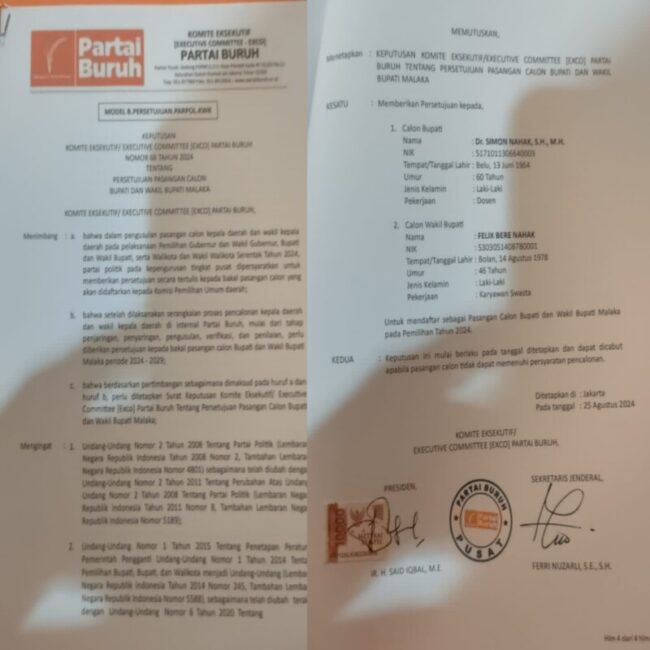 Partai
Buruh
KOMITE EKSEKUTIF
[EXECUTIVE COMMITTEE - EXCO]
PARTAI BURUH
MODEL B.PERSETUJUAN.PARPOL.KWK
KEPUTUSAN
KOMITE EKSEKUTIF/ EXECUTIVE COMMITTEE [EXCO] PARTAI BURUH
NOMOR 68 TAHUN 2024
TENTANG
PERSETUJUAN PASANGAN CALON
BUPATI DAN WAKIL BUPATI MALAKA
KOMITE EKSEKUTIF/ EXECUTIVE COMMITTEE [EXCO] PARTAI BURUH,
Menimbang : a. bahwa dalam pengusulan pasangan calon kepala daerah dan wakil kepala
daerah pada pelaksanaan Pemilihan Gubernur dan Wakil Gubernur, Bupati
dan Wakil Bupati, serta Walikota dan Wakil Walikota Serentak Tahun 2024,
partai politik pada kepengurusan tingkat pusat dipersyaratkan untuk
memberikan persetujuan secara tertulis kepada bakal pasangan calon yang
akan didaftarkan kepada Komisi Pemilihan Umum daerah;
b. bahwa setelah dilaksanakan serangkaian proses pencalonan kepala daerah
dan wakil kepala daerah di internal Partai Buruh, mulai dari tahap
penjaringan, penyaringan, pengusulan, verifikasi, dan penilaian, perlu
diberikan persetujuan kepada bakal pasangan calon Bupati dan Wakil Bupati
Malaka periode 2024 - 2029;
c. bahwa berdasarkan pertimbangan sebagaimana dimaksud pada huruf a dan
huruf b, perlu ditetapkan Surat Keputusan Komite Eksekutif/ Executive
Committee [Exco] Partai Buruh Tentang Persetujuan Pasangan Calon Bupati
dan Wakil Bupati Malaka;
Mengingat : 1. Undang-Undang Nomor 2 Tahun 2008 Tentang Partai Politik (Lembaran
Negara Republik Indonesia Nomor 2008 Nomor 2, Tambahan Lembaran
Negara Republik Indonesia Nomor 4801) sebagaimana telah diubah dengan
Undang-Undang Nomor 2 Tahun 2011 Tentang Perubahan Atas Undang-
Undang Nomor 2 Tahun 2008 Tentang Partai Politik (Lembaran Negara
Republik Indonesia Tahun 2011 Nomor 8, Tambahan Lembaran Negara
Republik Indonesia Nomor 5189);
2. Undang-Undang Nomor 1 Tahun 2015 Tentang Penetapan Peratur
Pemerintah Pengganti Undang-Undang Nomor 1 Tahun 2014 Tenta
Pemilihan Bupati, Bupati, dan Walikota menjadi Undang-Undang (Lemba
Negara Republik Indonesia Tahun 2014 Nomor 245, Tambahan Lembar
Negara Republik Indonesia Nomor 5588), sebagaimana telah diubah terak
dengan Undang-Undang Nomor 6 Tahun 2020 Tentang
MEMUTUSKAN,
Menetapkan : KEPUTUSAN KOMITE EKSEKUTIF/EXECUTIVE COMMITTEE [EXCO] PARTAI
BURUH TENTANG PERSETUJUAN PASANGAN CALON BUPATI DAN WAKIL
BUPATI MALAKA
KESATU : Memberikan Persetujuan kepada,
1. Calon Bupati
Nama : Dr. SIMON NAHAK, S.H., M.H.
NIK : 5171011306640003
Tempat/Tanggal Lahir : Belu, 13 Juni 1964
Umur : 60 Tahun
Jenis Kelamin : Laki-Laki
Pekerjaan : Dosen
2. Calon Wakil Bupati
Nama : FELIX BERE NAHAK
NIK : 5303051408780001
Tempat/Tanggal Lahir : Bolan, 14 Agustus 1978
Umur : 46 Tahun
Jenis Kelamin : Laki-Laki
Pekerjaan : Karyawan Swasta
Untuk mendaftar sebagai Pasangan Calon Bupati dan Wakil Bupati Malaka
pada Pemilihan Tahun 2024.
KEDUA : Keputusan ini mulai berlaku pada tanggal ditetapkan dan dapat dicabut
apabila pasangan calon tidak dapat memenuhi persyaratan pencalonan.
Ditetapkan di : Jakarta
Pada tanggal : 25 Agustus 2024
KOMITE EKSEKUTIF/
EXECUTIVE COMMITTEE [EXCO] PARTAI BURUH,
PRESIDEN,
SEKRETARIS JENDERAL,
10000
METERAI
TEMPEL
PARTAI BURUH
Partai
Buruh
PUSAT
IR. H. SAID IQBAL, M.E.
FERRI NUZARLI, S.E., S.H.
Hlm 4 dari 4 hlm